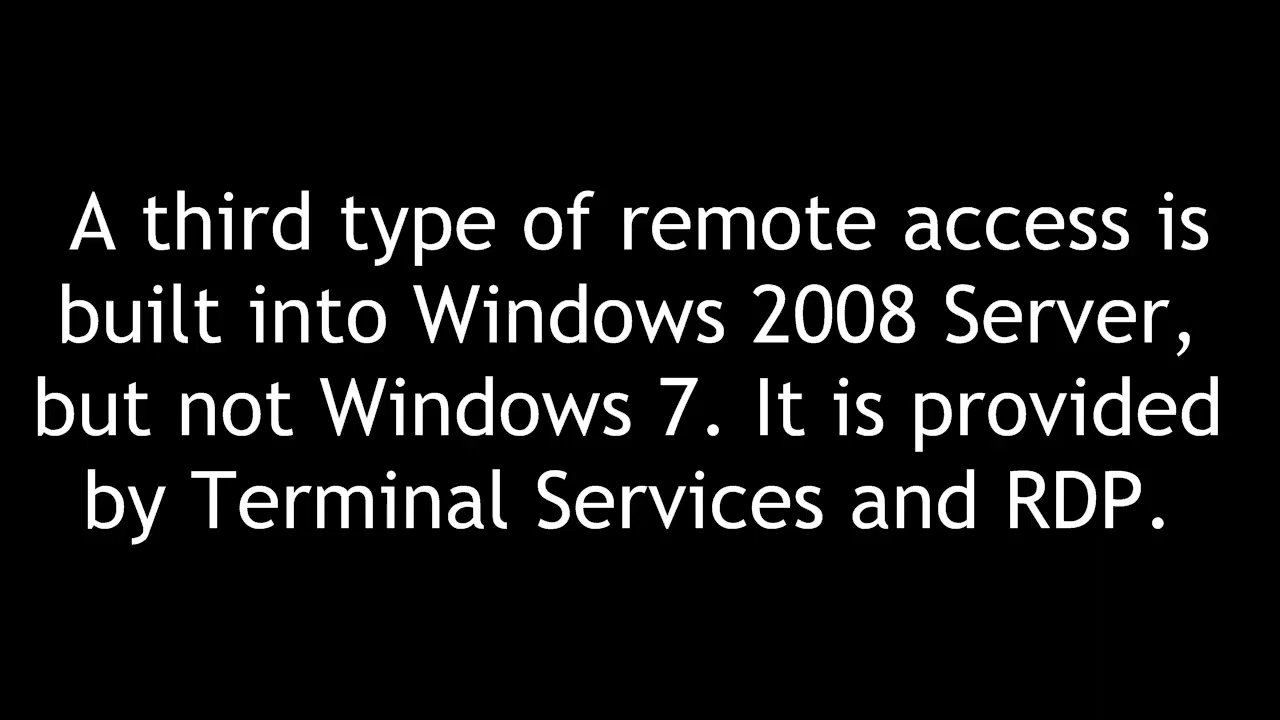 A third type of remote access is
built into Windows 2008 Server,
but not Windows 7. It is provided
by Terminal Services and RDP.